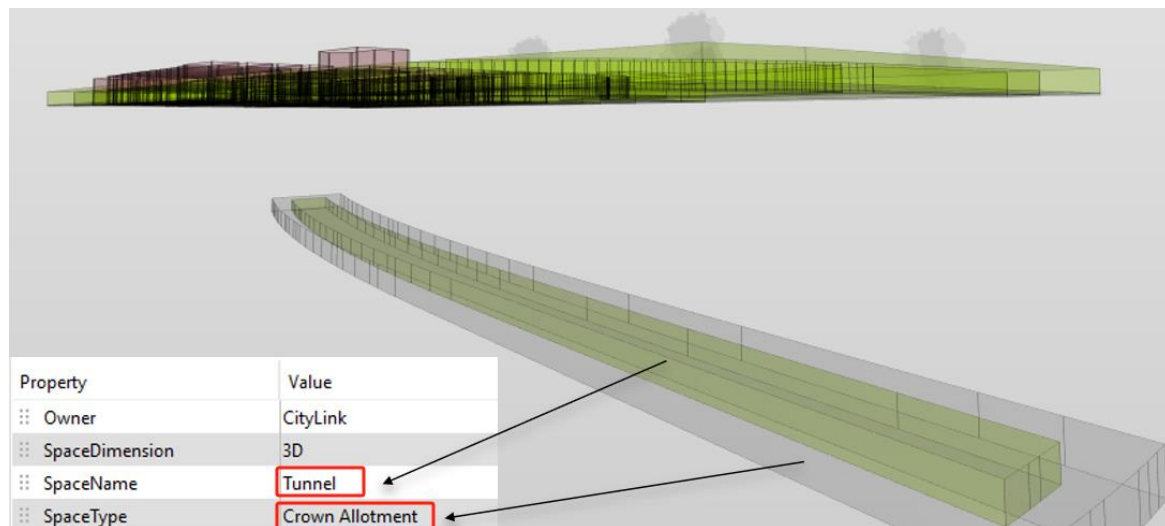 Property Value
Owner CityLink
SpaceDimension 3D
SpaceName Tunnel
SpaceType Crown Allotment